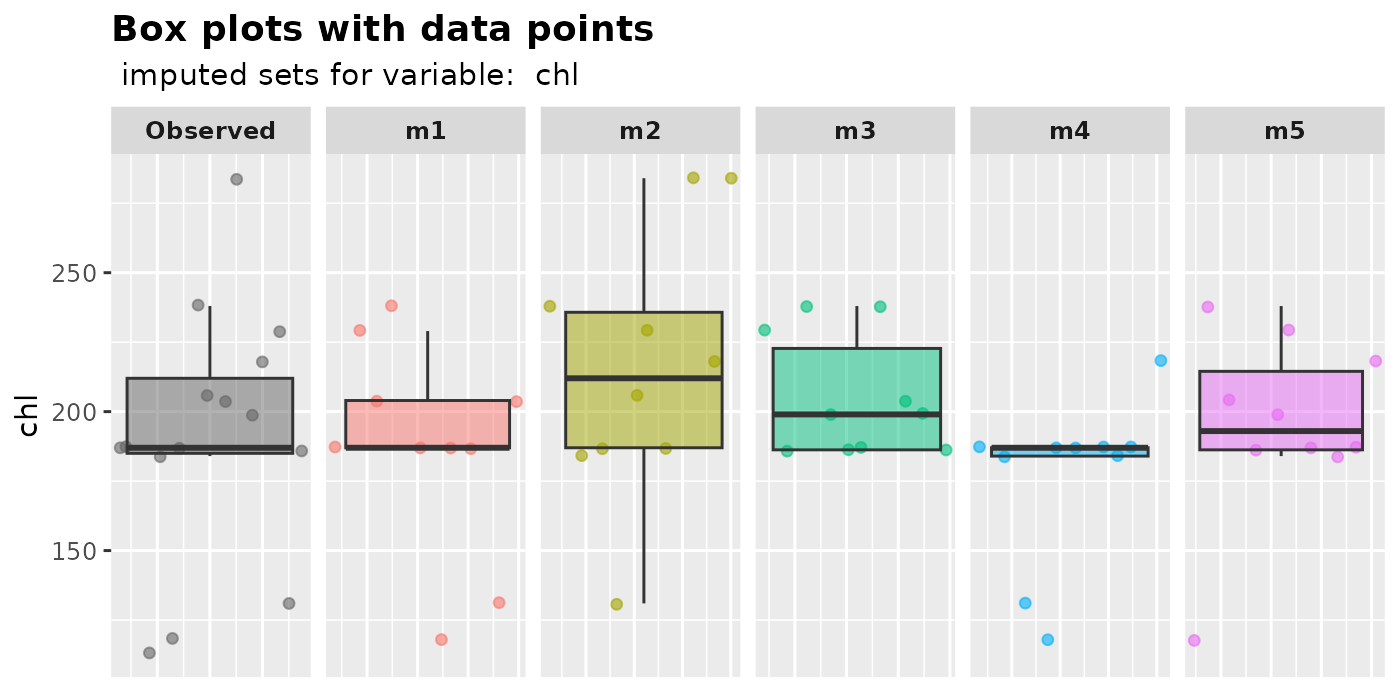 Box plots with data points
imputed sets for variable:  chl
Observed m1 m2 m3 m4 m5
chl
250
200
150